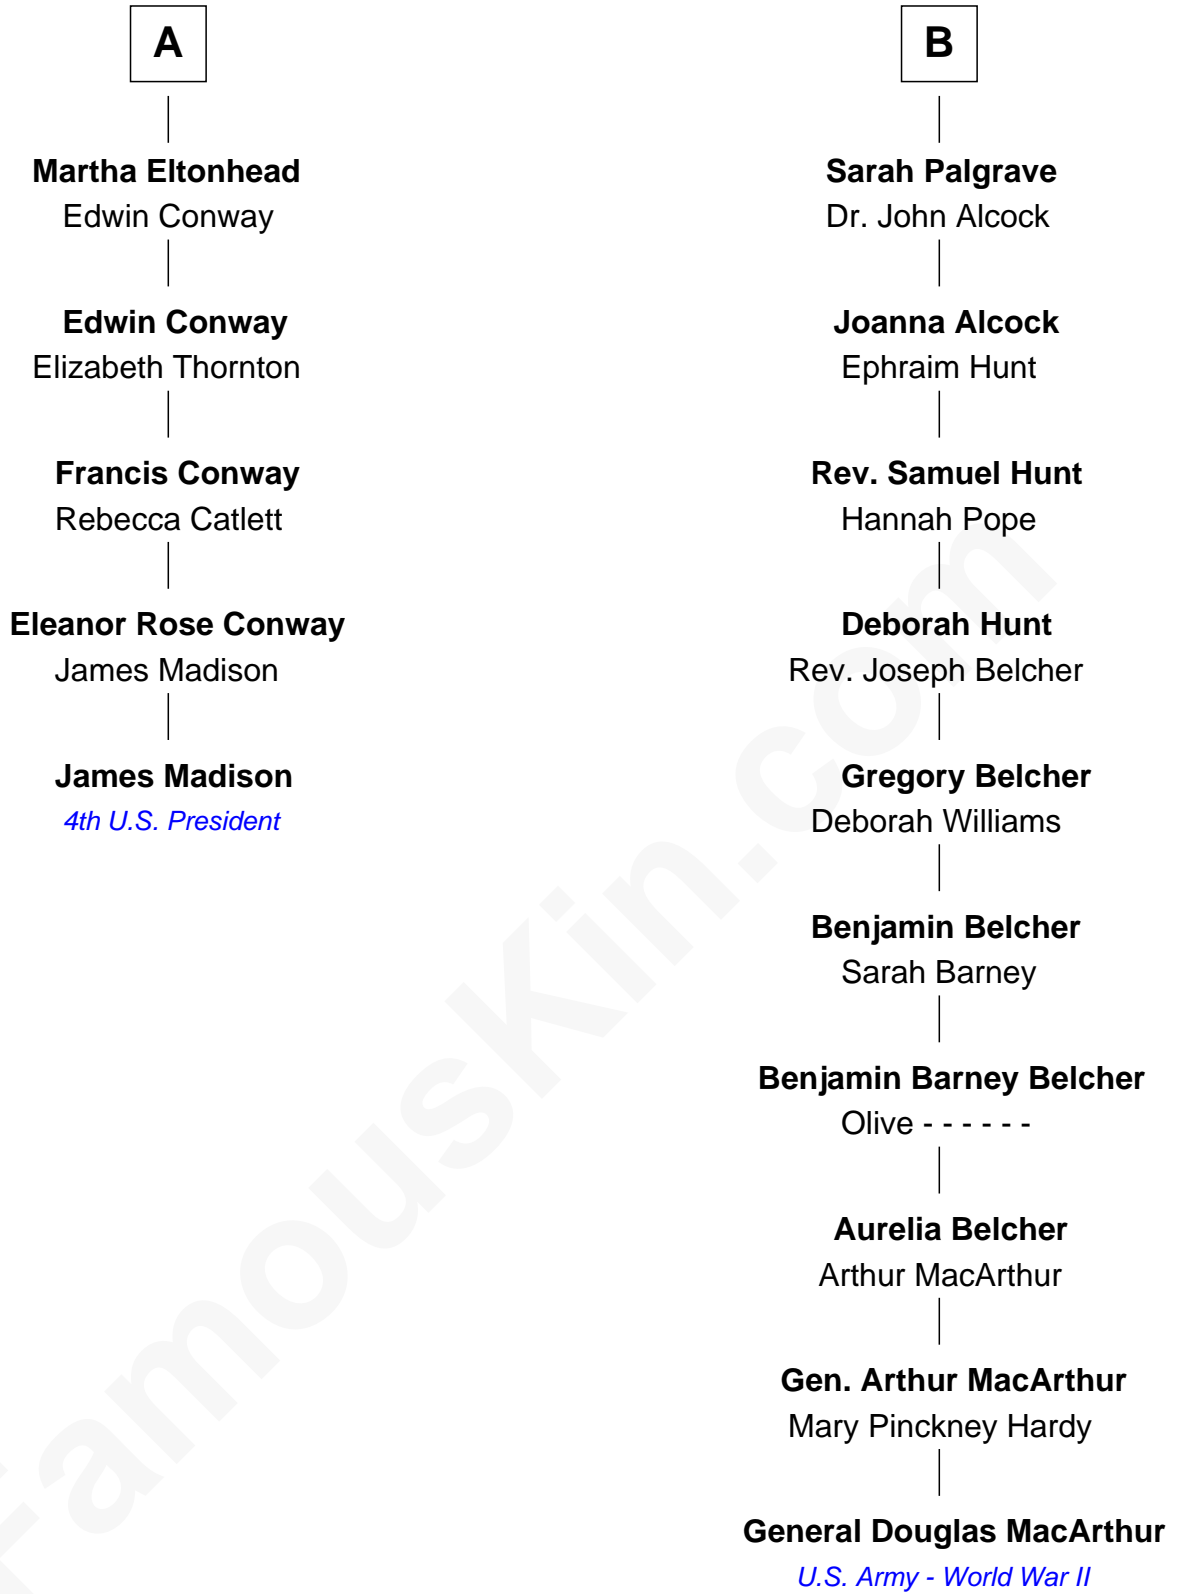 A
Martha Eltonhead
Edwin Conway
Edwin Conway
Elizabeth Thornton
Francis Conway
Rebecca Catlett
Eleanor Rose Conway
James Madison
James Madison
4th U.S. President
B
Sarah Palgrave
Dr. John Alcock
Joanna Alcock
Ephraim Hunt
Rev. Samuel Hunt
Hannah Pope
Deborah Hunt
Rev. Joseph Belcher
Gregory Belcher
Deborah Williams
Benjamin Belcher
Sarah Barney
Benjamin Barney Belcher
Olive - - - - - -
Aurelia Belcher
Arthur MacArthur
Gen. Arthur MacArthur
Mary Pinckney Hardy
General Douglas MacArthur
U.S. Army - World War II
FamousKin.com